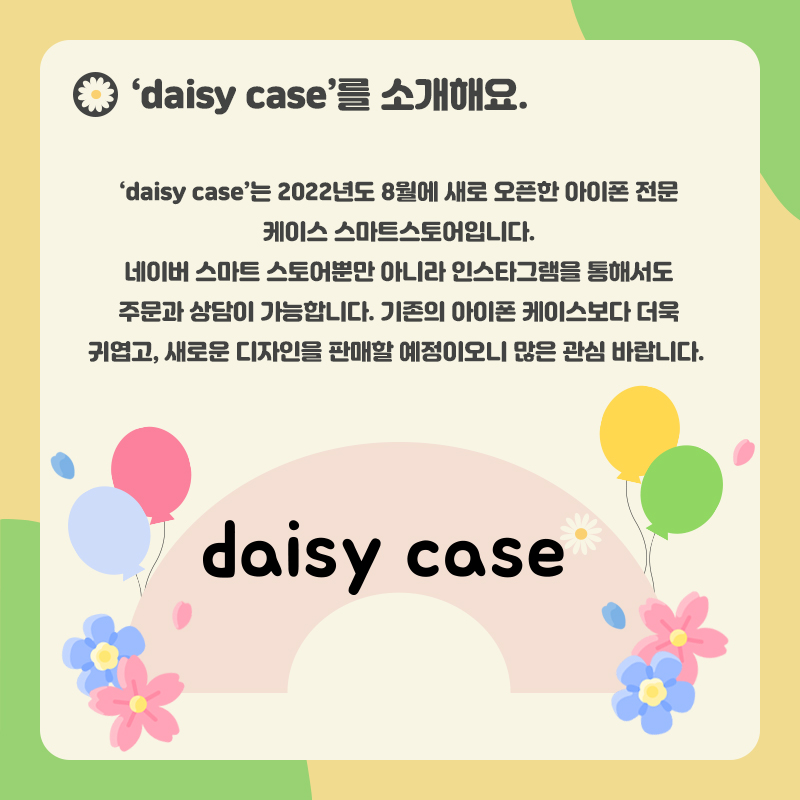 ‘daisy case’를 소개해요.
‘daisy case’는 2022년도 8월에 새로 오픈한 아이폰 전문
케이스 스마트스토어입니다.
네이버 스마트 스토어뿐만 아니라 인스타그램을 통해서도
주문과 상담이 가능합니다. 기존의 아이폰 케이스보다 더욱
귀엽고, 새로운 디자인을 판매할 예정이오니 많은 관심 바랍니다.
daisy case